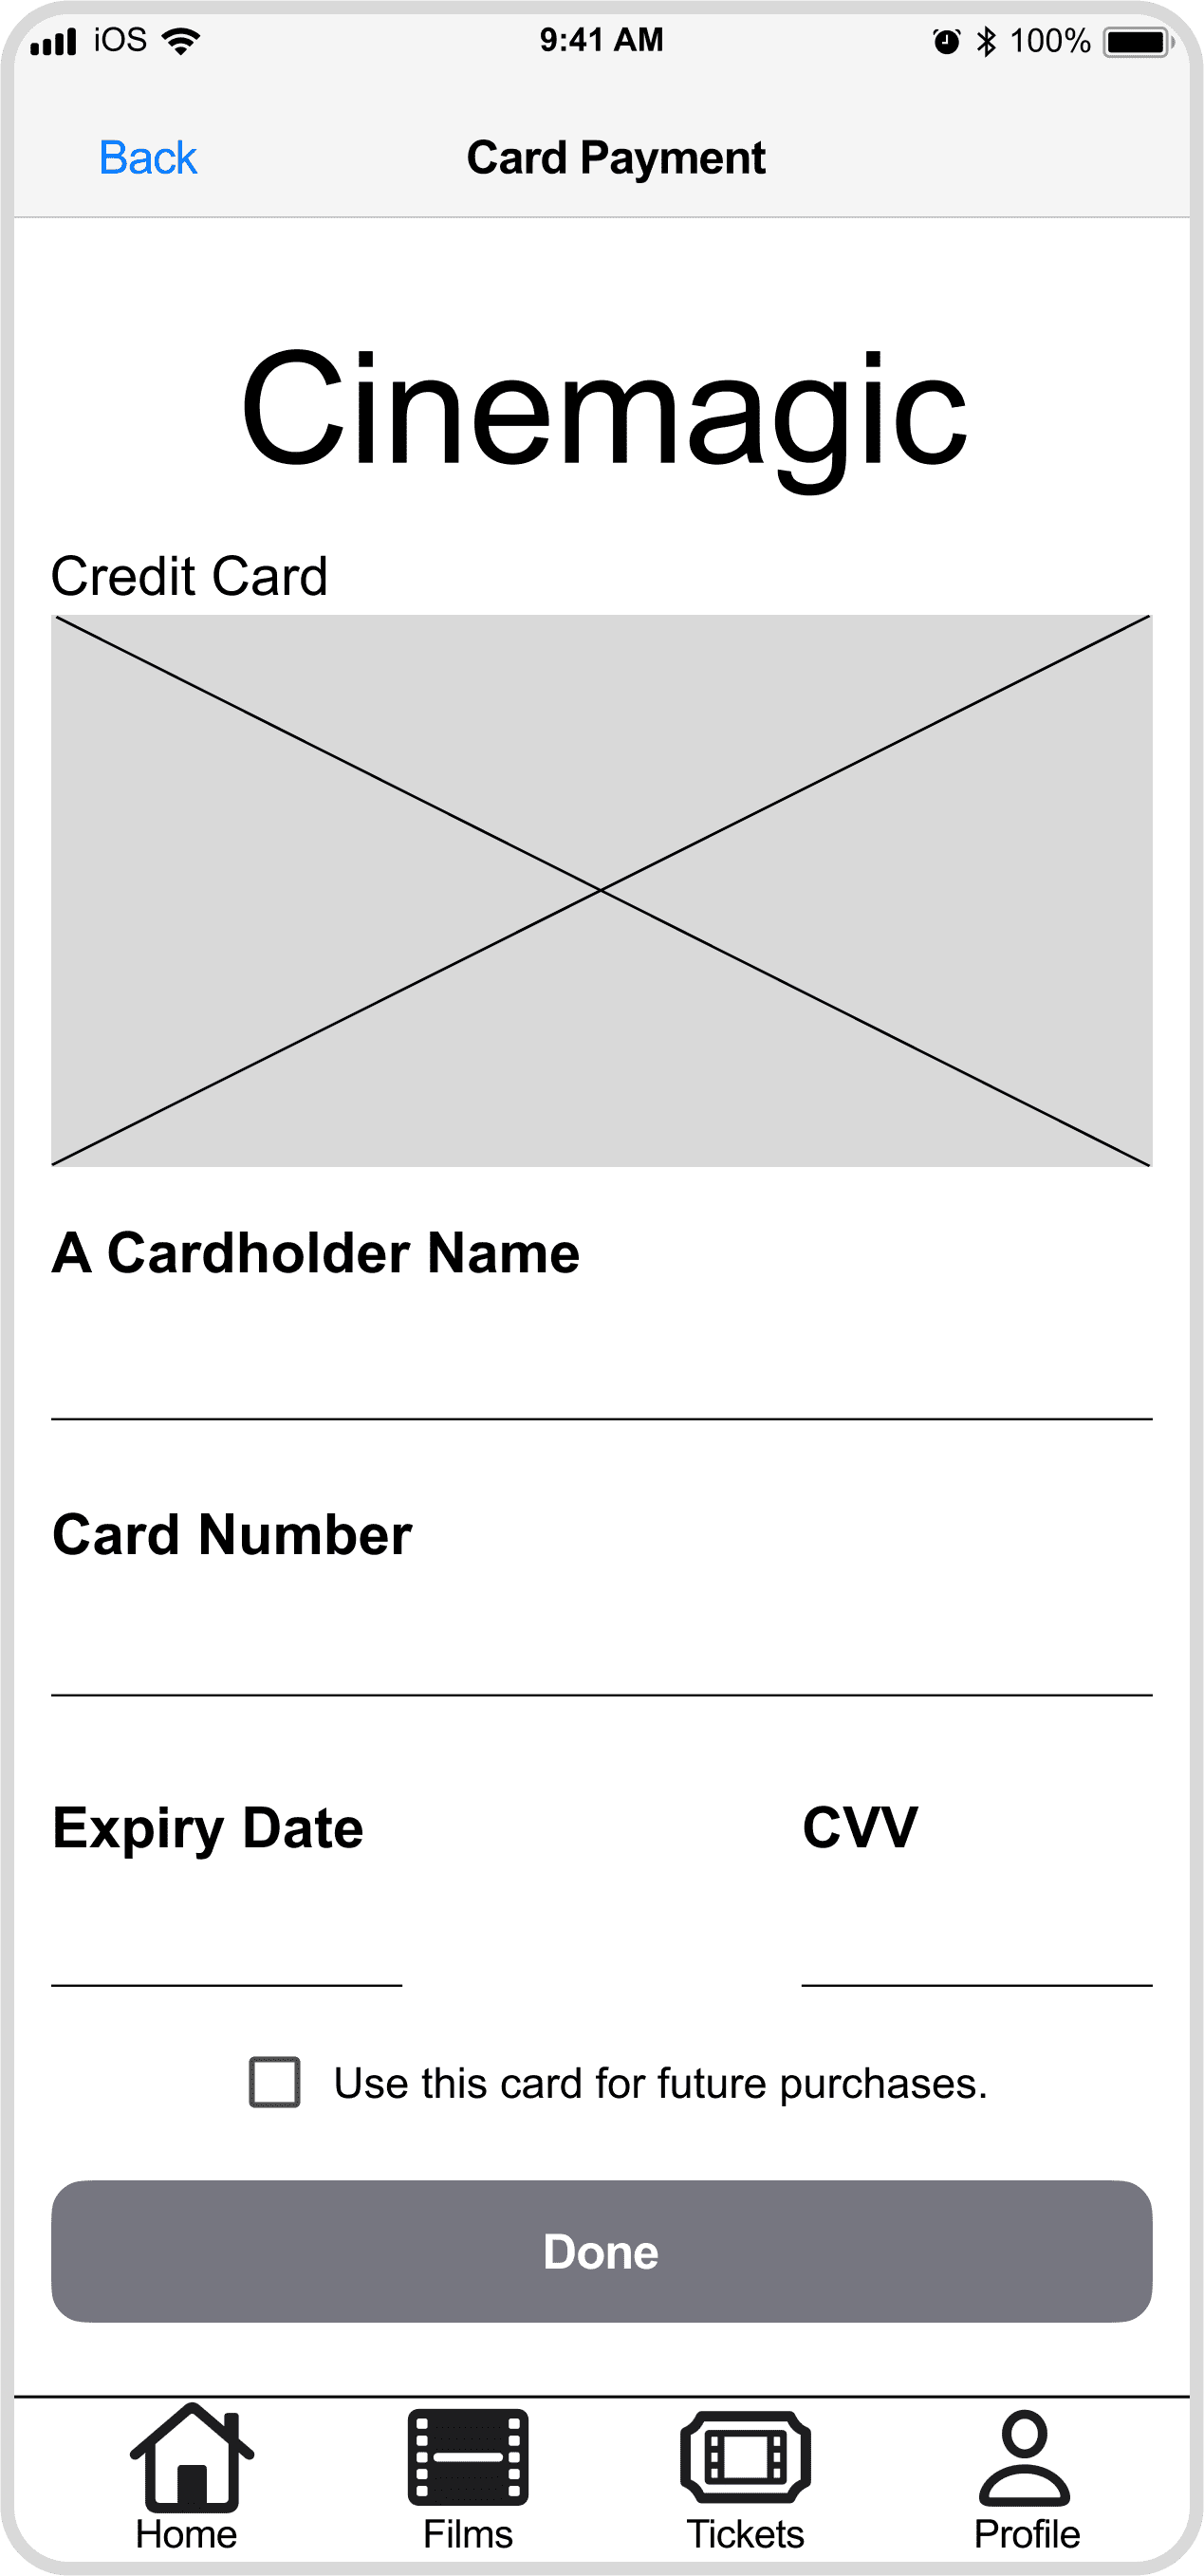 iOS 9:41 AM 100%
Back Card Payment
Cinemagic
Credit Card
A Cardholder Name
Card Number
Expiry Date CVV
Use this card for future purchases.
Done
Home Films Tickets Profile